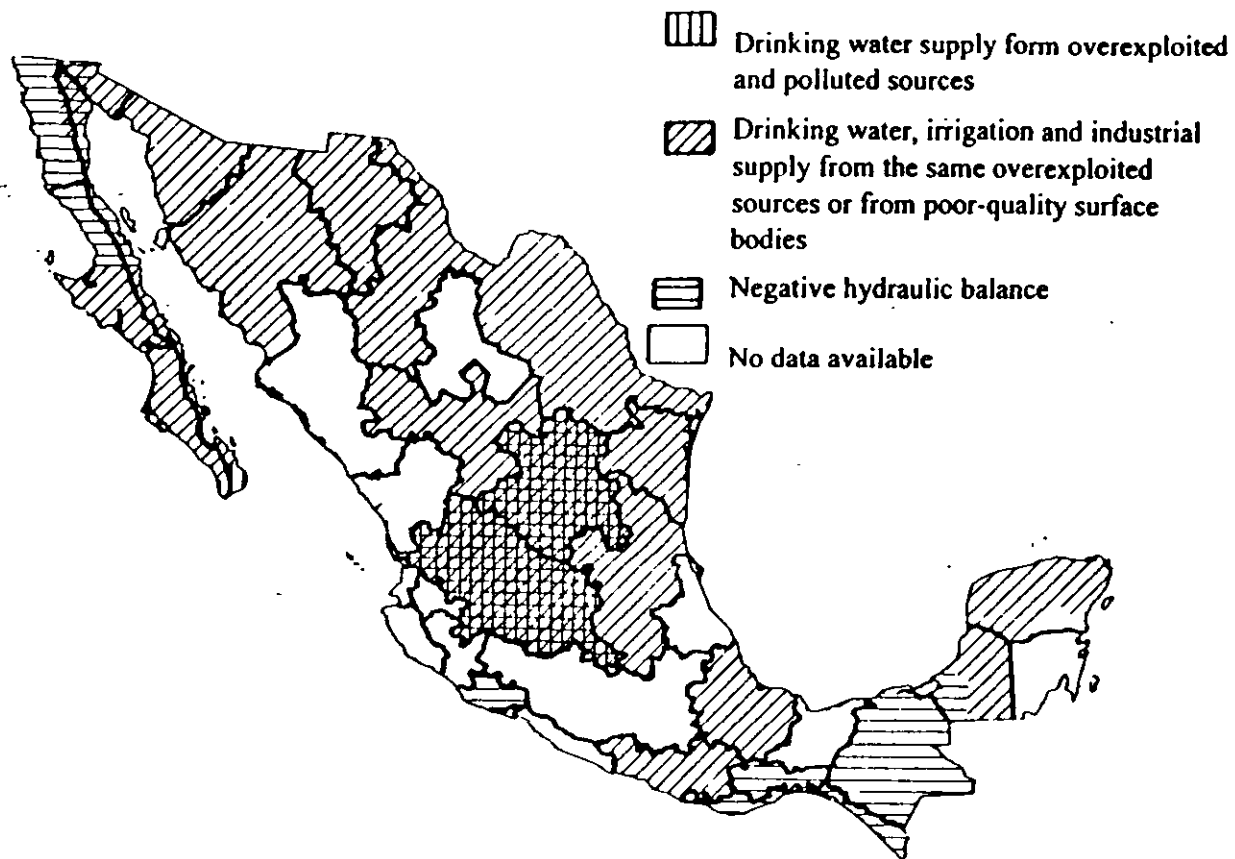 Drinking water supply form overexploited
and polluted sources
Drinking water, irrigation and industrial
supply from the same overexploited
sources or from poor-quality surface
bodies
Negative hydraulic balance
No data available